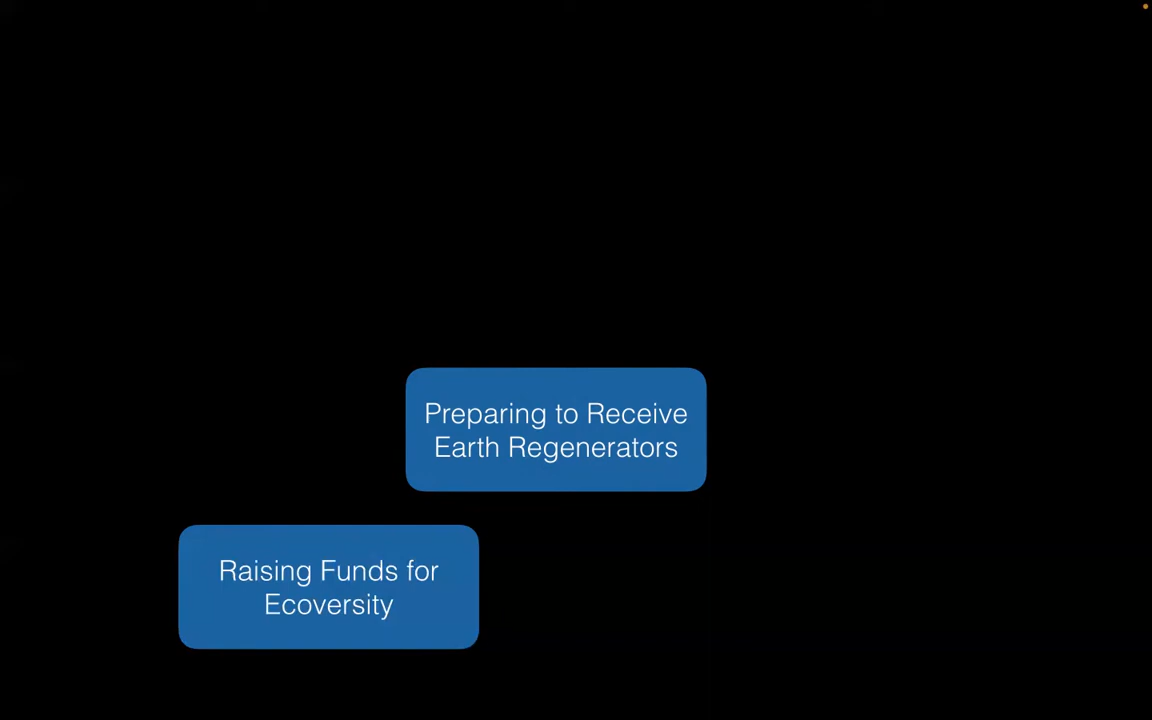 Preparing to Receive
Earth Regenerators
Raising Funds for
Ecoversity